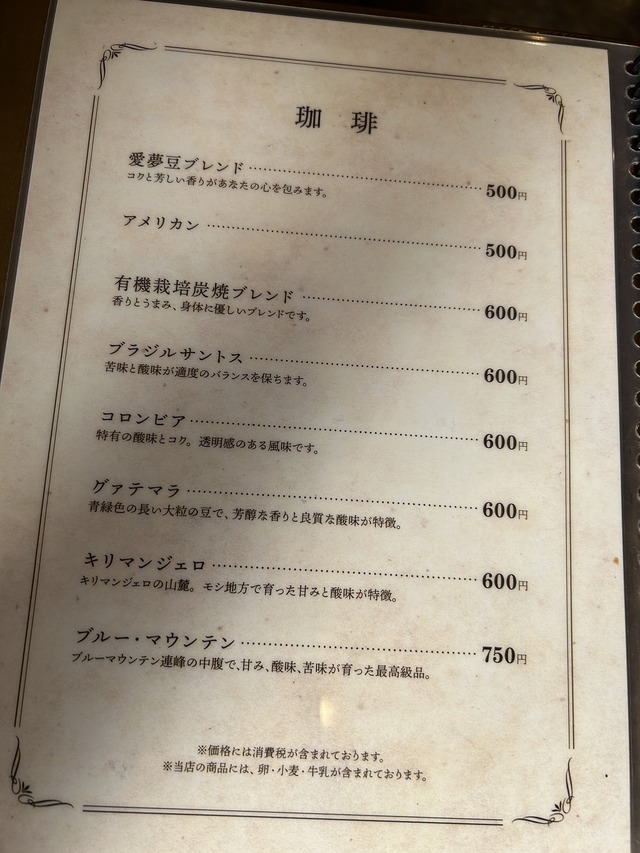 珈琲
愛夢豆ブレンド 500円
コクと芳しい香りがあなたの心を包みます。
アメリカン 500円
有機栽培炭焼ブレンド 600円
香りとうまみ、身体に優しいブレンドです。
ブラジルサントス 600円
苦味と酸味が適度のバランスを保ちます。
コロンビア 600円
特有の酸味とコク。透明感のある風味です。
グァテマラ 600円
青緑色の長い大粒の豆で、芳醇な香りと良質な酸味が特徴。
キリマンジェロ 600円
キリマンジェロの山麓。モシ地方で育った甘みと酸味が特徴。
ブルー・マウンテン 750円
ブルーマウンテン連峰の中腹で、甘み、酸味、苦味が育った最高級品。
※価格には消費税が含まれております。
※当店の商品には、卵・小麦・牛乳が含まれております。